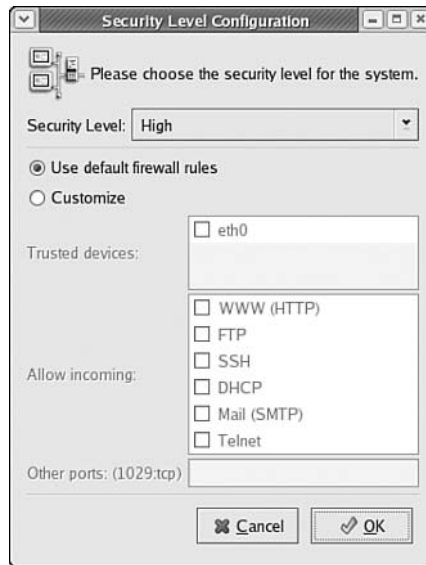 Security Level Configuration
Please choose the security level for the system.
Security Level: High
Use default firewall rules
Customize
Trusted devices:
eth0
Allow incoming:
WWW (HTTP)
FTP
SSH
DHCP
Mail (SMTP)
Telnet
Other ports: (1029:tcp)
Cancel
OK